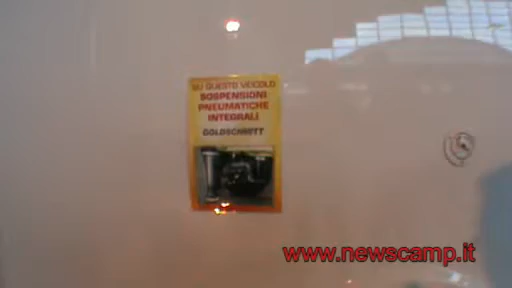 SU QUESTO VEICOLO
SOSPENSIONI
PNEUMATICHE
INTEGRALI
GOLDSCHMITT
www.newscamp.it